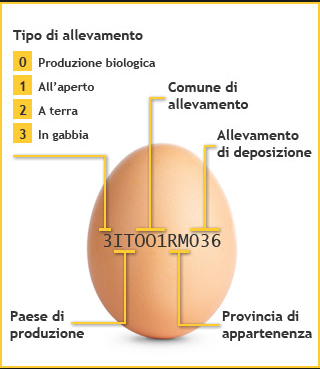 Tipo di allevamento
0 Produzione biologica
1 All'aperto
2 A terra
3 In gabbia
Comune di
allevamento
Allevamento
di deposizione
3IT001RM036
Paese di
produzione
Provincia di
appartenenza